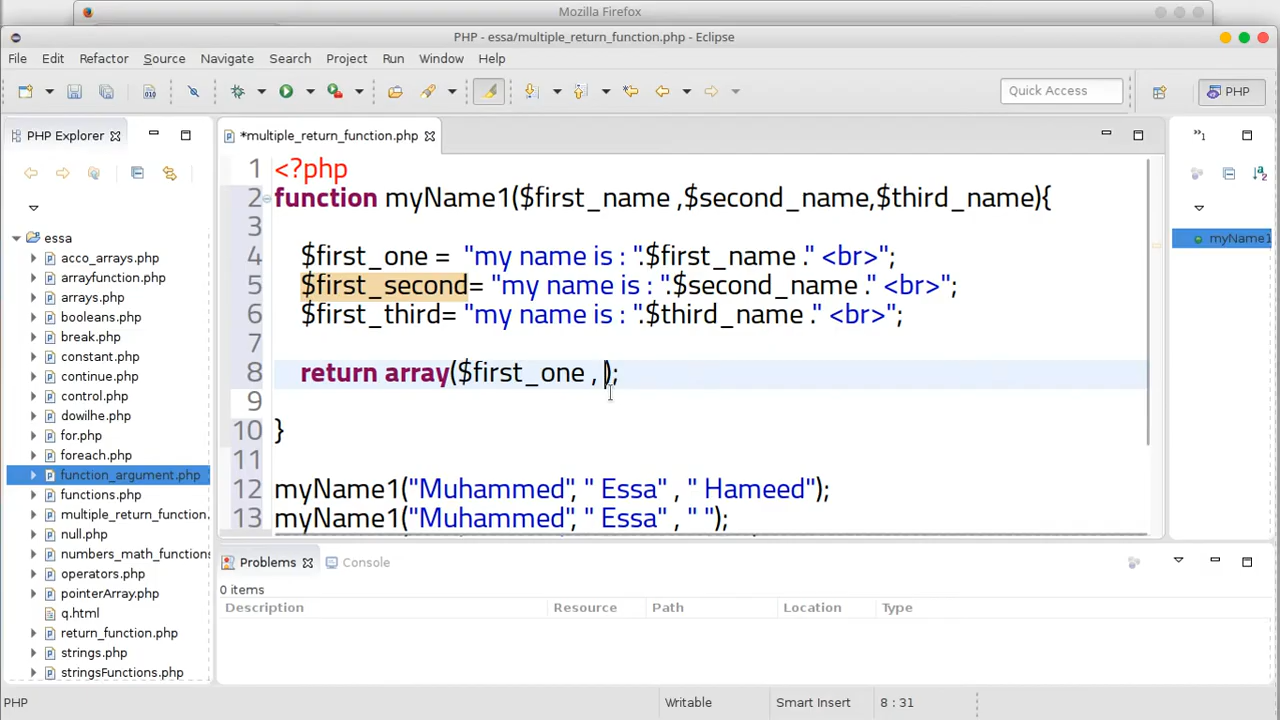 Mozilla Firefox
PHP - essa/multiple_return_function.php - Eclipse
File Edit Refactor Source Navigate Search Project Run Window Help
Quick Access
PHP
PHP Explorer
*multiple_return_function.php
1 <?php
2 function myName1($first_name ,$second_name,$third_name){
3
4 $first_one = "my name is : ".$first_name ." <br>";
5 $first_second= "my name is : ".$second_name ." <br>";
6 $first_third= "my name is : ".$third_name ." <br>";
7
8 return array($first_one , );
9
10 }
11
12 myName1("Muhammed", " Essa" , " Hameed");
13 myName1("Muhammed", " Essa" , " ");
essa
acco_arrays.php
arrayfunction.php
arrays.php
booleans.php
break.php
constant.php
continue.php
control.php
dowilhe.php
for.php
foreach.php
function_argument.php
functions.php
multiple_return_function.
null.php
numbers_math_functions
operators.php
pointerArray.php
q.html
return_function.php
strings.php
stringsFunctions.php
»1
myName1
Problems Console
0 items
Description Resource Path Location Type
PHP Writable Smart Insert 8 : 31